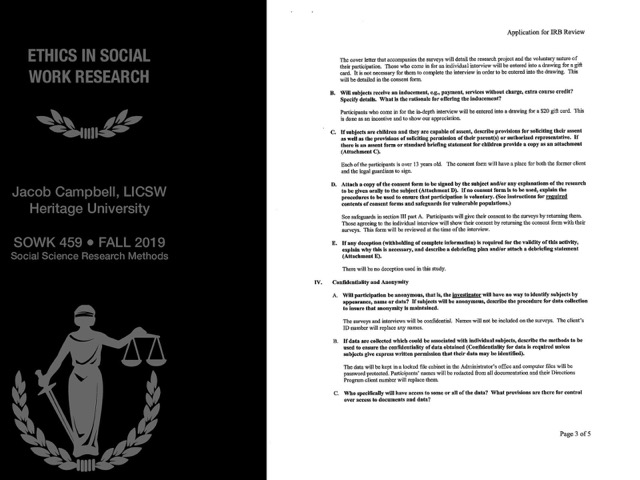 ETHICS IN SOCIAL
WORK RESEARCH
Jacob Campbell, LICSW
Heritage University
SOWK 459 ● FALL 2019
Social Science Research Methods
Application for IRB Review
The cover letter that accompanies the surveys will detail the research project and the voluntary nature of
their participation. Those who come in for an individual interview will be entered into a drawing for a gift
card. It is not necessary for them to complete the interview in order to be entered into the drawing. This
will be detailed in the consent form.
B. Will subjects receive an inducement, e.g., payment, services without charge, extra course credit?
Specify details. What is the rationale for offering the inducement?
Participants who come in for the in-depth interview will be entered into a drawing for a $20 gift card. This
is done as an incentive and to show our appreciation.
C. If subjects are children and they are capable of assent, describe provisions for soliciting their assent
as well as the provisions of soliciting permission of their parent(s) or authorized representative. If
there is an assent form or standard briefing statement for children provide a copy as an attachment
(Attachment C).
Each of the participants is over 13 years old. The consent form will have a place for both the former client
and the legal guardians to sign.
D. Attach a copy of the consent form to be signed by the subject and/or any explanations of the research
to be given orally to the subject (Attachment D). If no consent form is to be used, explain the
procedures to be used to ensure that participation is voluntary. (See instructions for required
contents of consent forms and safeguards for vulnerable populations.)
See safeguards in section III part A. Participants will give their consent to the surveys by returning them.
Those agreeing to the individual interview will show their consent by returning the consent form with their
surveys. This form will be reviewed at the time of the interview.
E. If any deception (withholding of complete information) is required for the validity of this activity,
explain why this is necessary, and describe a debriefing plan and/or attach a debriefing statement
(Attachment E).
There will be no deception used in this study.
IV. Confidentiality and Anonymity
A. Will participation be anonymous, that is, the investigator will have no way to identify subjects by
appearance, name or data? If subjects will be anonymous, describe the procedure for data collection
to insure that anonymity is maintained.
The surveys and interviews will be confidential. Names will not be included on the surveys. The client's
ID number will replace any names.
B. If data are collected which could be associated with individual subjects, describe the methods to be
used to ensure the confidentiality of data obtained (Confidentiality for data is required unless
subjects give express written permission that their data may be identified).
The data will be kept in a locked file cabinet in the Administrator's office and computer files will be
password protected. Participants' names will be redacted from all documentation and their Directions
Program client number will replace them.
C. Who specifically will have access to some or all of the data? What provisions are there for control
over access to documents and data?
Page 3 of 5